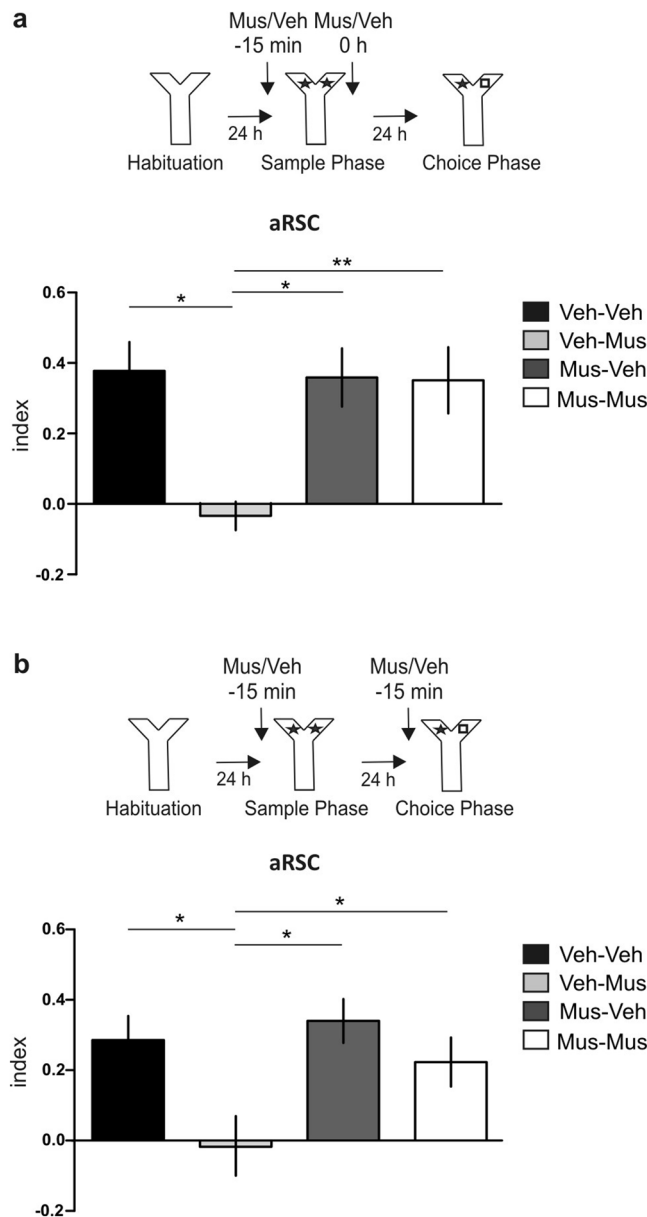 a
Mus/Veh Mus/Veh
-15 min 0 h
24 h 24 h
Habituation Sample Phase Choice Phase
aRSC
** 
* *
0.6
0.4
0.2
0.0
-0.2
index
Veh-Veh
Veh-Mus
Mus-Veh
Mus-Mus
b
Mus/Veh Mus/Veh
-15 min -15 min
24 h 24 h
Habituation Sample Phase Choice Phase
aRSC
*
* *
0.6
0.4
0.2
0.0
-0.2
index
Veh-Veh
Veh-Mus
Mus-Veh
Mus-Mus